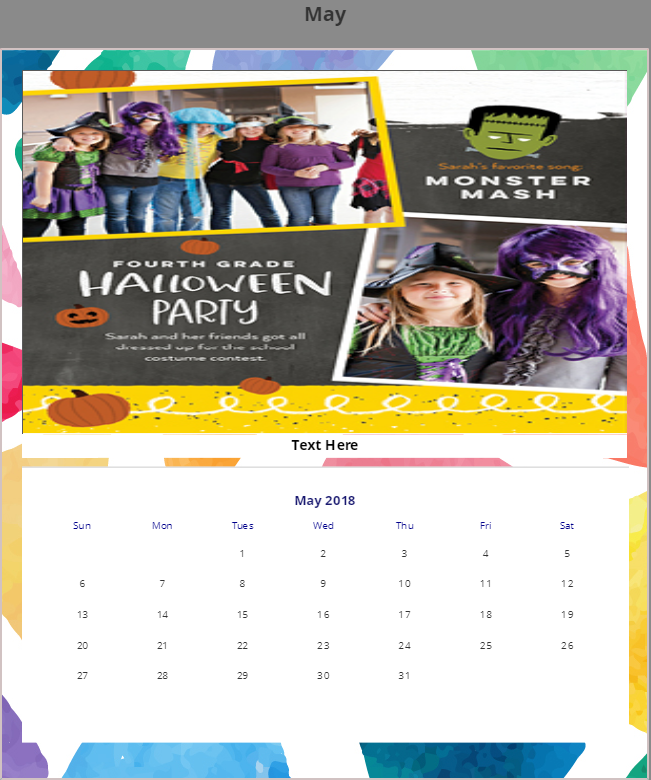 May
Sarah's favorite song:
MONSTER
MASH
FOURTH GRADE
HALLOWEEN
PARTY
Sarah and her friends got all
dressed up for the school
costume contest.
Text Here
May 2018
Sun Mon Tues Wed Thu Fri Sat
1 2 3 4 5
6 7 8 9 10 11 12
13 14 15 16 17 18 19
20 21 22 23 24 25 26
27 28 29 30 31